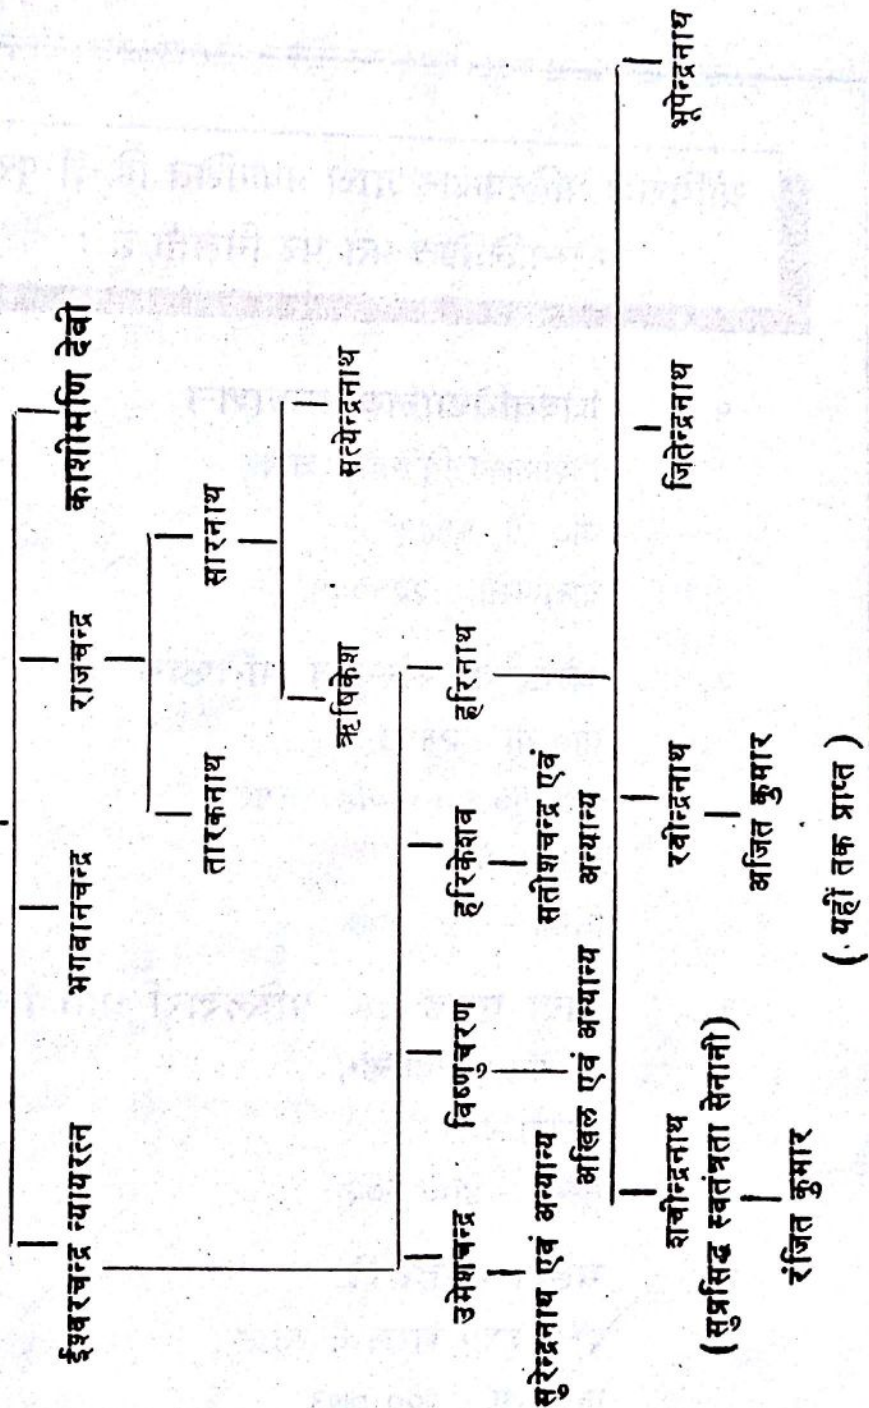 ईश्वरचन्द्र न्यायरत्न भगवानचन्द्र राजचन्द्र काशीमणि देवी
तारकनाथ सारनाथ
ऋषिकेश सत्येन्द्रनाथ
उमेशचन्द्र विष्णुचरण हरिकेशव हरिनाथ
सुरेन्द्रनाथ एवं अन्यान्य अखिल एवं अन्यान्य सतीशचन्द्र एवं
अन्यान्य
शचीन्द्रनाथ रवीन्द्रनाथ जितेन्द्रनाथ भूपेन्द्रनाथ
(सुप्रसिद्ध स्वतंत्रता सेनानी)
रंजित कुमार अजित कुमार
( यहीं तक प्राप्त )